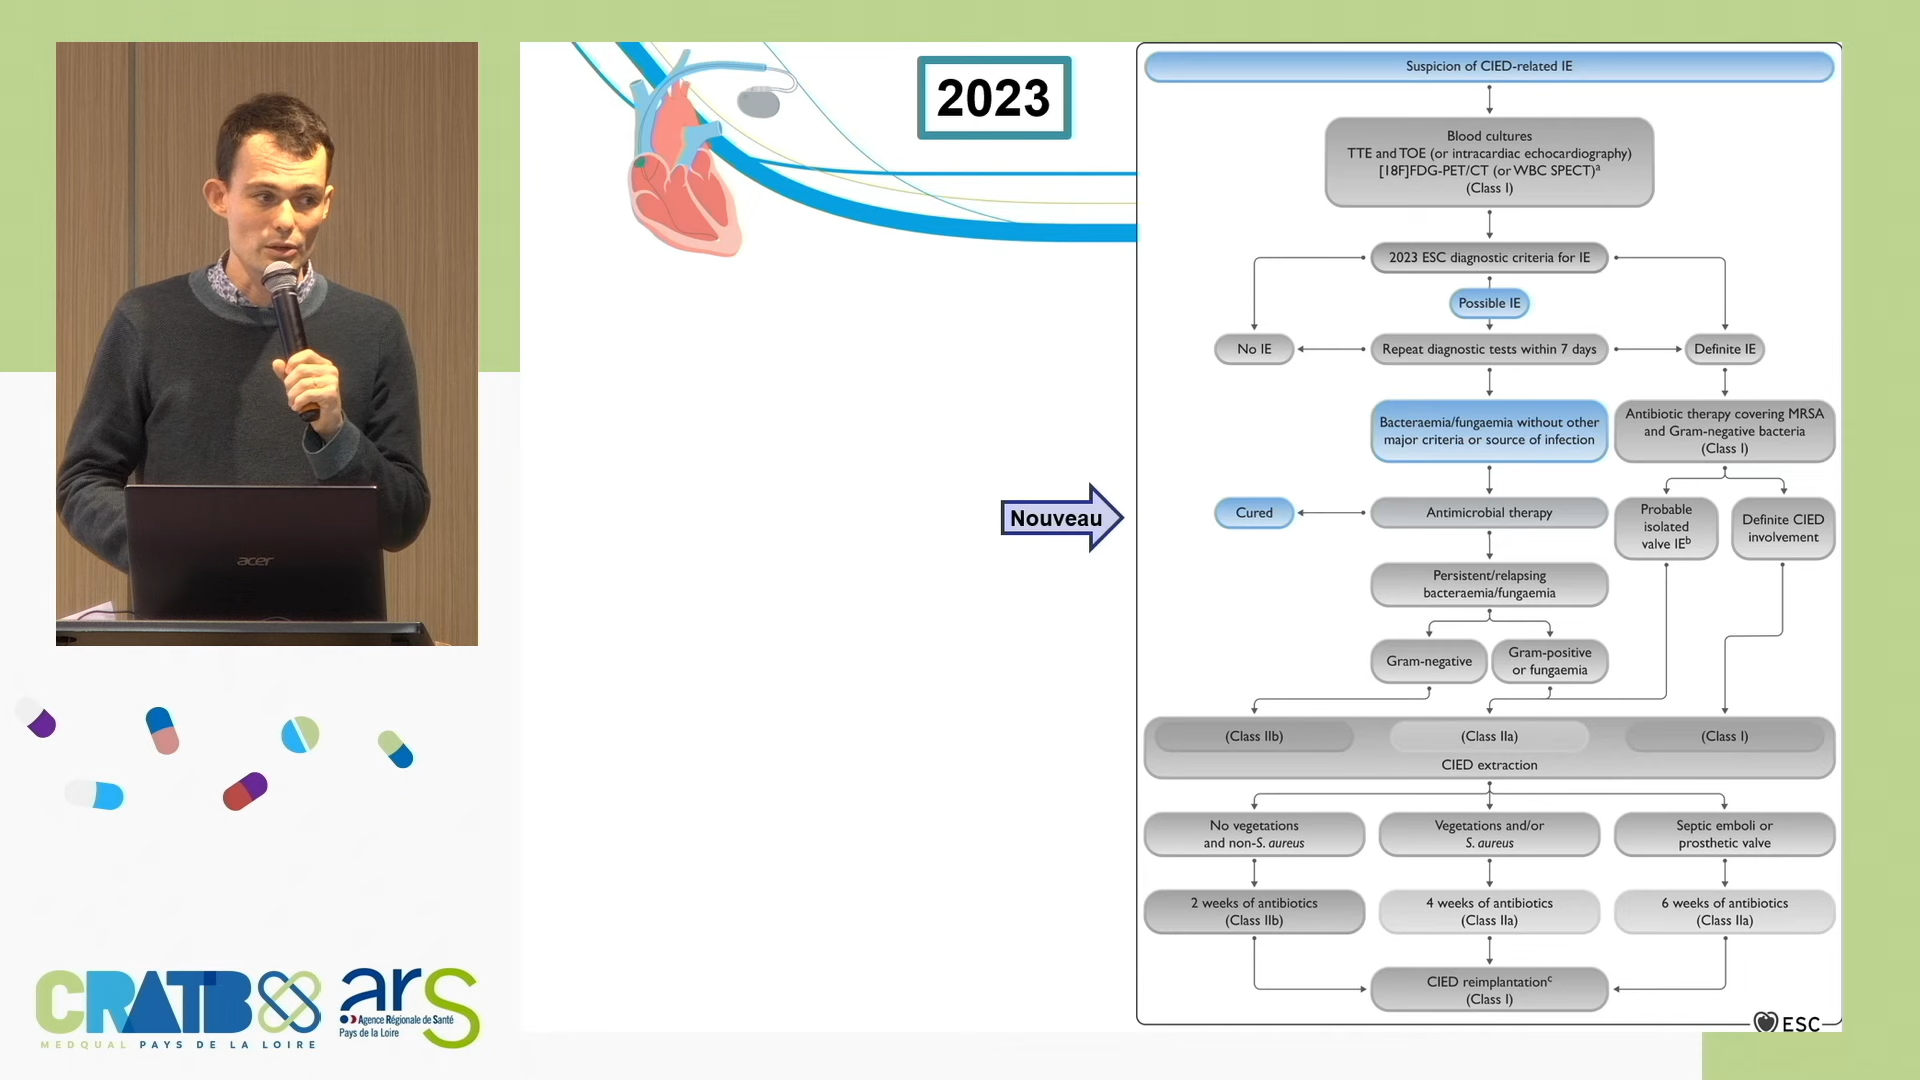 2023
Suspicion of CIED-related IE
Blood cultures
TTE and TOE (or intracardiac echocardiography)
[18F]FDG-PET/CT (or WBC SPECT)ᵃ
(Class I)
2023 ESC diagnostic criteria for IE
Possible IE
No IE
Repeat diagnostic tests within 7 days
Definite IE
Bacteraemia/fungaemia without other
major criteria or source of infection
Antibiotic therapy covering MRSA
and Gram-negative bacteria
(Class I)
Nouveau
Cured
Antimicrobial therapy
Probable
isolated
valve IEᵇ
Definite CIED
involvement
Persistent/relapsing
bacteraemia/fungaemia
Gram-negative
Gram-positive
or fungaemia
(Class IIb)
(Class IIa)
(Class I)
CIED extraction
No vegetations
and non-S. aureus
Vegetations and/or
S. aureus
Septic emboli or
prosthetic valve
2 weeks of antibiotics
(Class IIb)
4 weeks of antibiotics
(Class IIa)
6 weeks of antibiotics
(Class IIa)
CIED reimplantationᶜ
(Class I)
ESC
acer
CRATB
MEDQUAL PAYS DE LA LOIRE
ars
Agence Régionale de Santé
Pays de la Loire